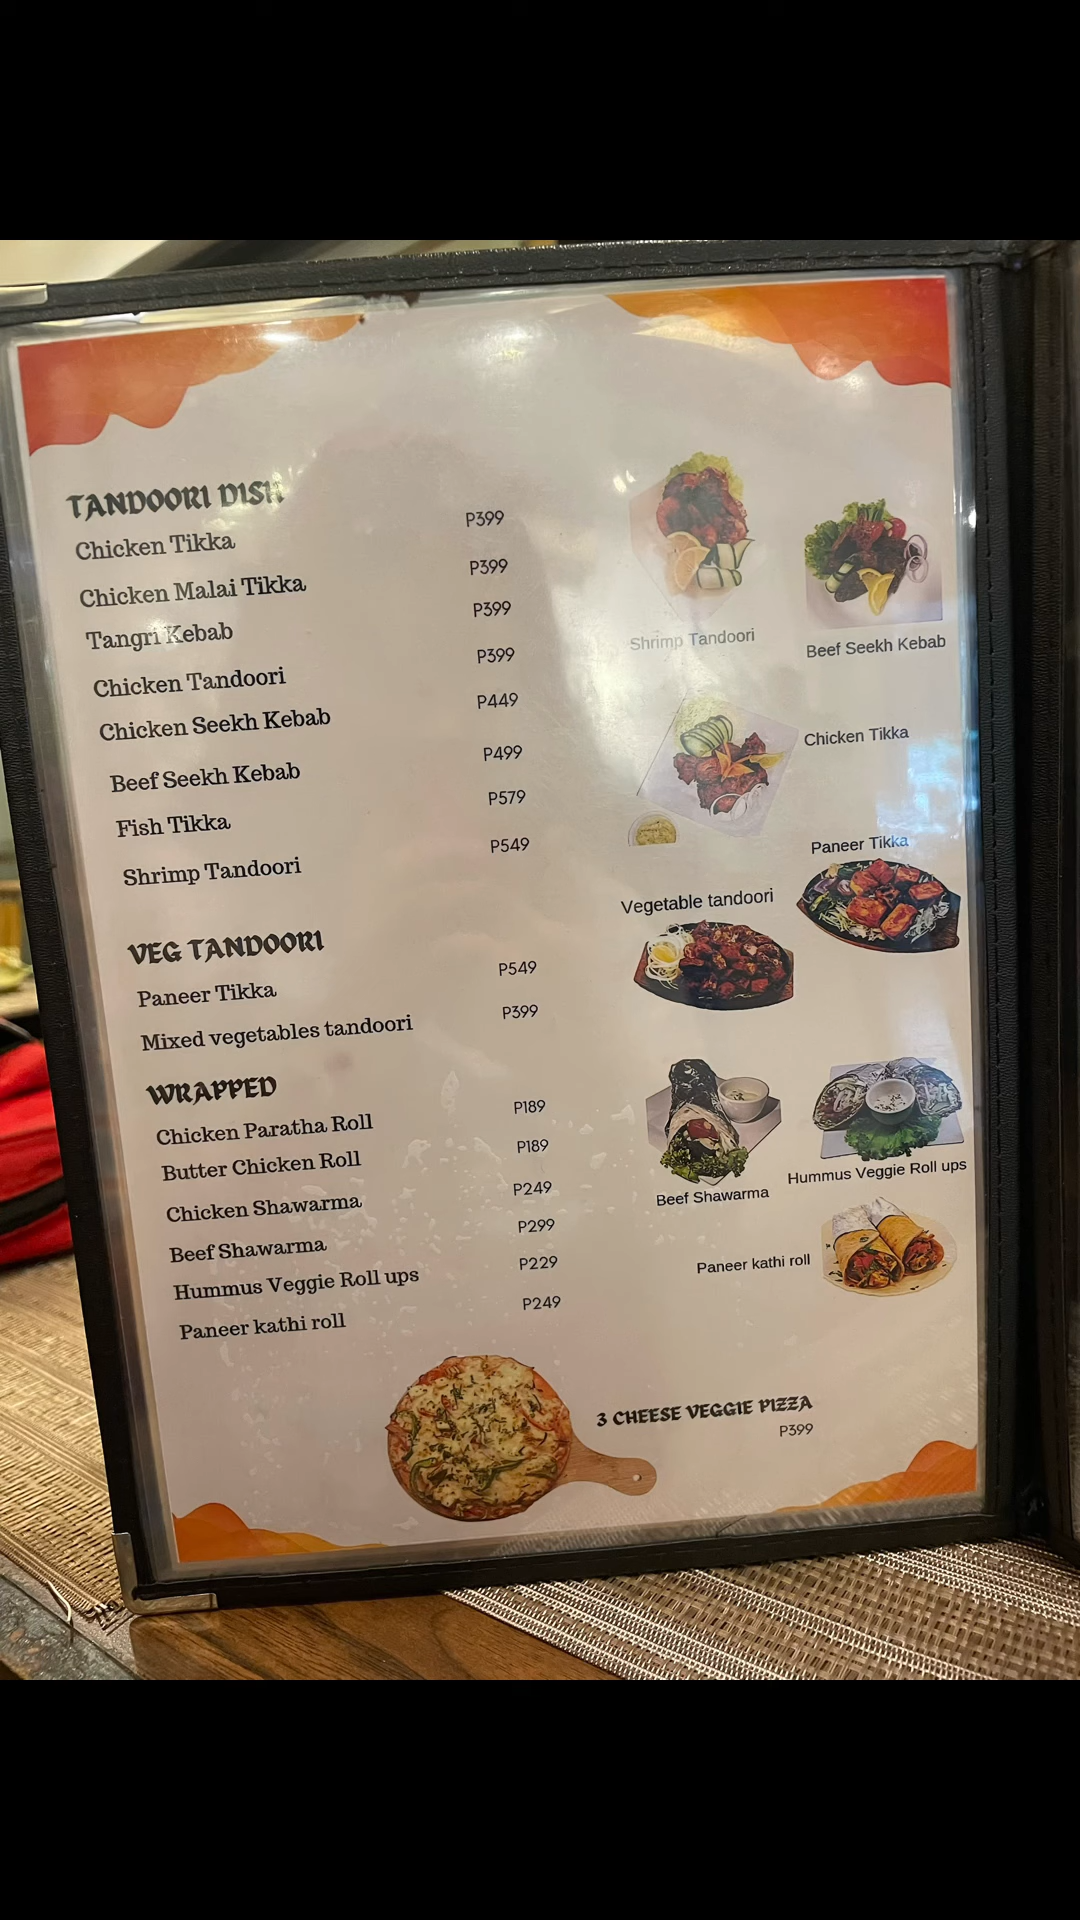 TANDOORI DISH
Chicken Tikka P399
Chicken Malai Tikka P399
Tangri Kebab P399
Chicken Tandoori P399
Chicken Seekh Kebab P449
Beef Seekh Kebab P499
Fish Tikka P579
Shrimp Tandoori P549
VEG TANDOORI
Paneer Tikka P549
Mixed vegetables tandoori P399
WRAPPED
Chicken Paratha Roll P189
Butter Chicken Roll P189
Chicken Shawarma P249
Beef Shawarma P299
Hummus Veggie Roll ups P229
Paneer kathi roll P249
Shrimp Tandoori
Beef Seekh Kebab
Chicken Tikka
Paneer Tikka
Vegetable tandoori
Beef Shawarma
Hummus Veggie Roll ups
Paneer kathi roll
3 CHEESE VEGGIE PIZZA
P399